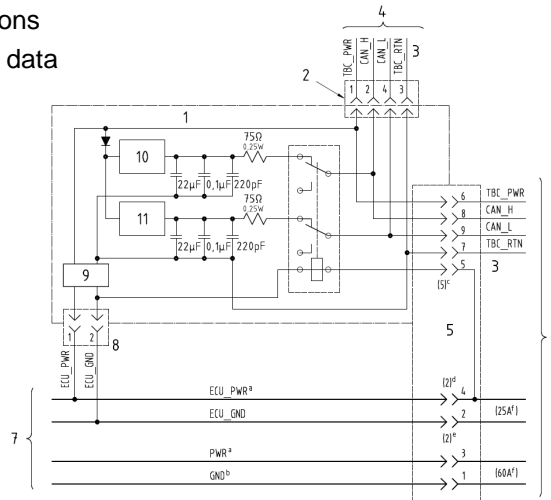 ons
data
4
TBC_PWR
CAN_H
CAN_L
TBC_RTN
3
2
1 2 4 3
1
75Ω
0,25W
10
22μF 0,1μF 220pF
75Ω
0,25W
11
22μF 0,1μF 220pF
9
6 TBC_PWR
8 CAN_H
9 CAN_L
7 TBC_RTN
5
3
(5)ᶜ
5
1 2
8
ECU_PWR
ECU_GND
7
ECU_PWRᵃ
(2)ᵈ
4
ECU_GND
2
(25Aᶠ)
(2)ᵉ
PWRᵃ
3
GNDᵇ
1
(60Aᶠ)